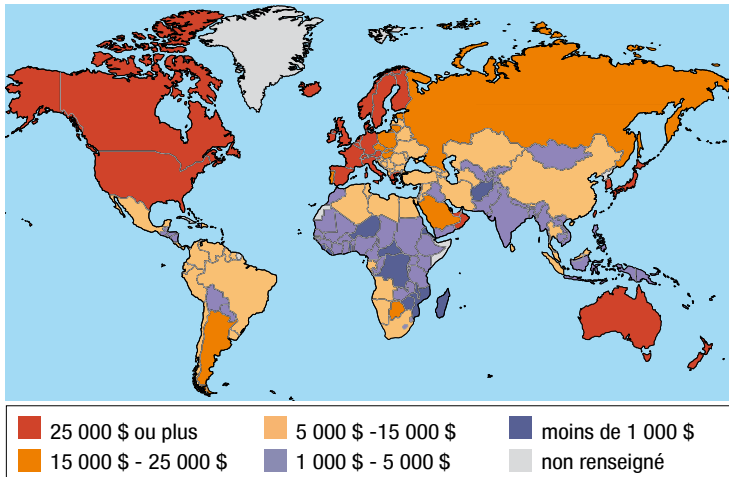 25 000 $ ou plus
15 000 $ - 25 000 $
5 000 $ -15 000 $
1 000 $ - 5 000 $
moins de 1 000 $
non renseigné